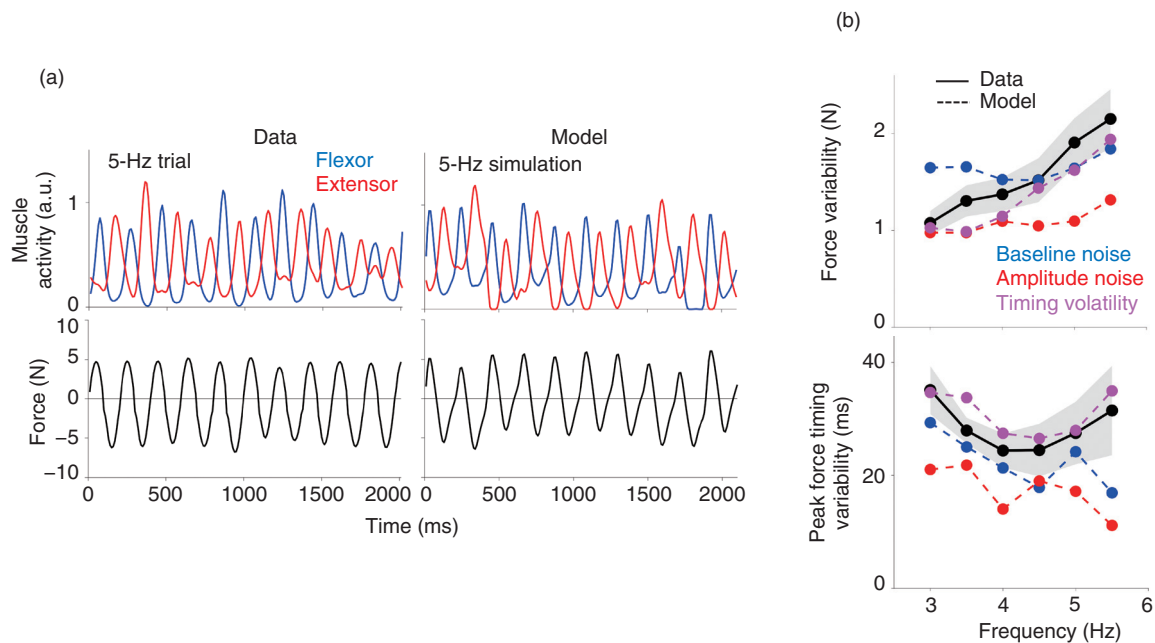 (a)
Data
Model
5-Hz trial
Flexor
Extensor
5-Hz simulation
Muscle
activity (a.u.)
1
0
Force (N)
10
5
0
−5
−10
0
500
1000
1500
2000
0
500
1000
1500
2000
Time (ms)
(b)
Data
Model
Force variability (N)
2
1
0
Baseline noise
Amplitude noise
Timing volatility
Peak force timing
variability (ms)
40
20
0
3
4
5
6
Frequency (Hz)